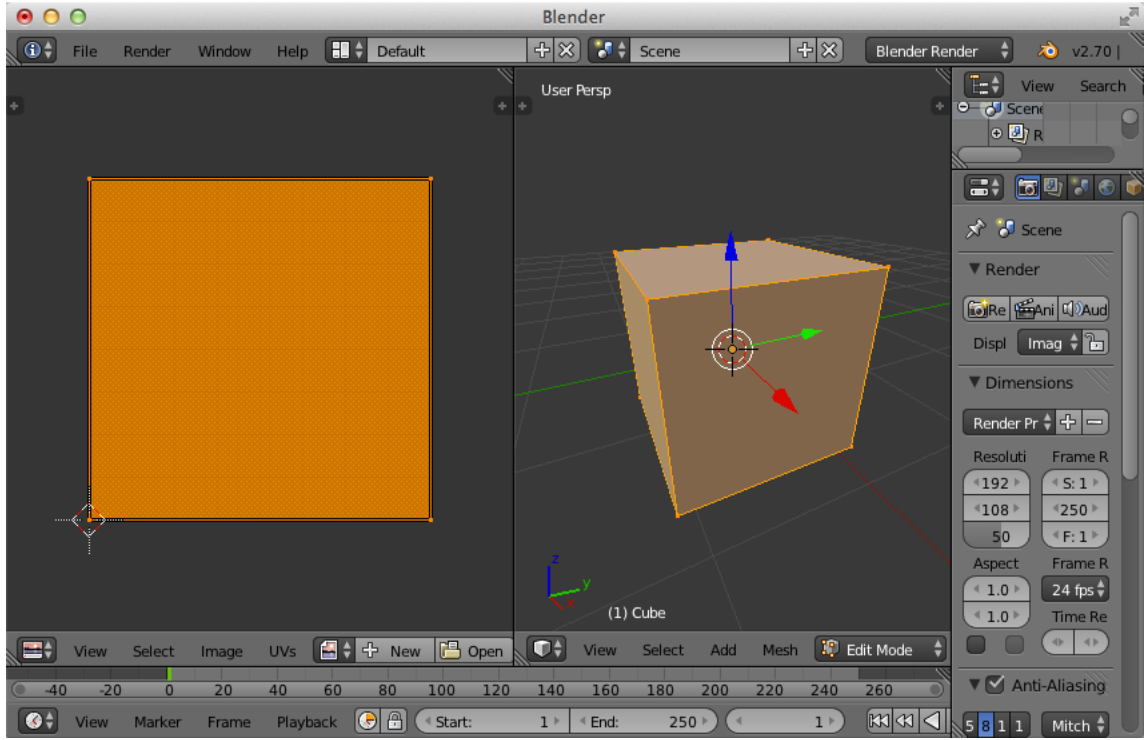 Blender
File Render Window Help Default Scene Blender Render v2.70 |
View Search
Scene
R
User Persp
Scene
Render
Re Ani Aud
Displ Imag
Dimensions
Render Pr
Resoluti Frame R
192 S: 1
108 250
50 F: 1
Aspect Frame R
1.0 24 fps
1.0 Time Re
Anti-Aliasing
5 8 1 1 Mitch
z
y
x
(1) Cube
View Select Image UVs New Open
View Select Add Mesh Edit Mode
-40 -20 0 20 40 60 80 100 120 140 160 180 200 220 240 260
View Marker Frame Playback Start: 1 End: 250 1